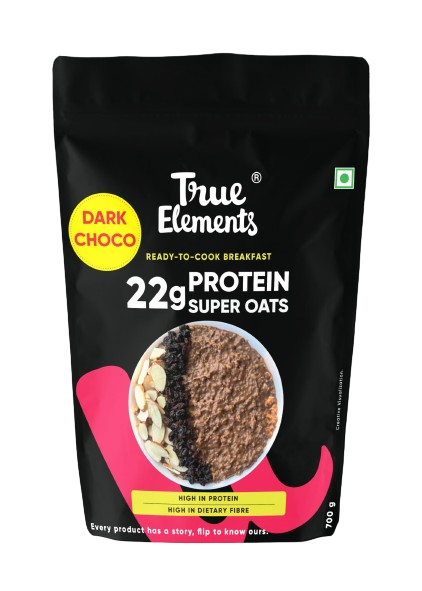 True
Elements
®
DARK
CHOCO
READY-TO-COOK BREAKFAST
22g PROTEIN
SUPER OATS
Creative Visualisation
HIGH IN PROTEIN
HIGH IN DIETARY FIBRE
Every product has a story, flip to know ours.
700 g